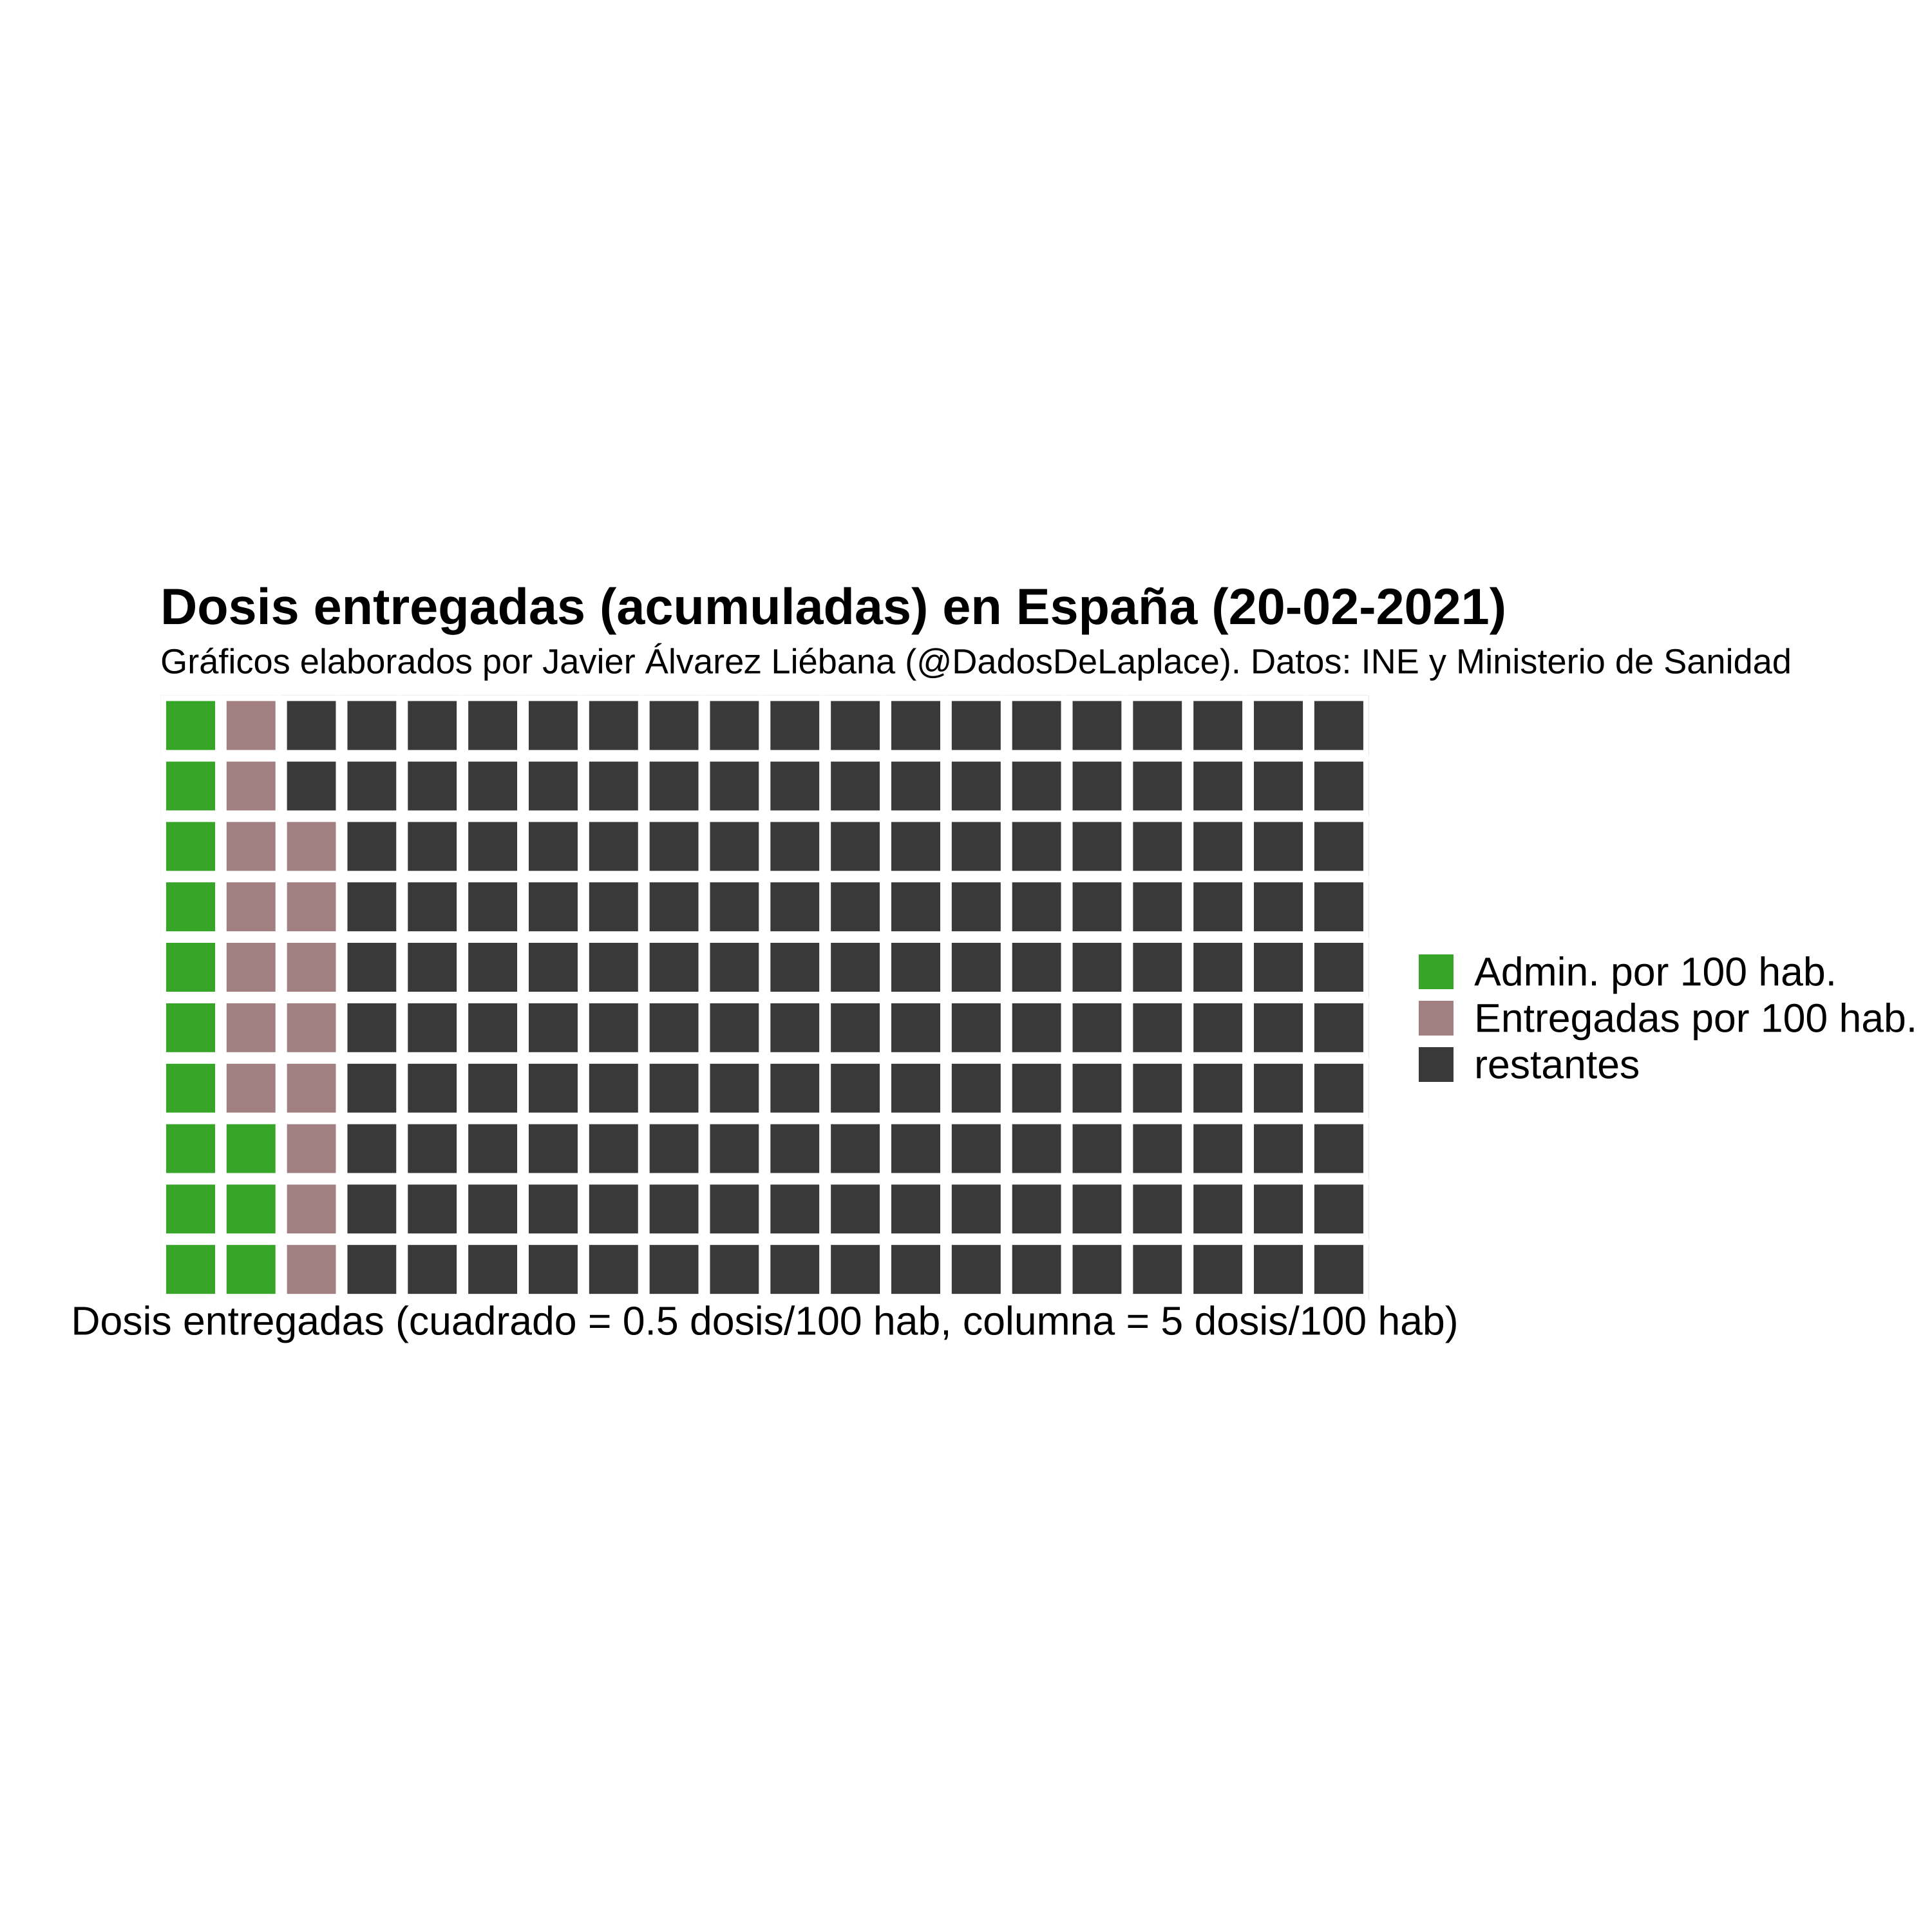 Dosis entregadas (acumuladas) en España (20-02-2021)
Gráficos elaborados por Javier Álvarez Liébana (@DadosDeLaplace). Datos: INE y Ministerio de Sanidad
Admin. por 100 hab.
Entregadas por 100 hab.
restantes
Dosis entregadas (cuadrado = 0.5 dosis/100 hab, columna = 5 dosis/100 hab)